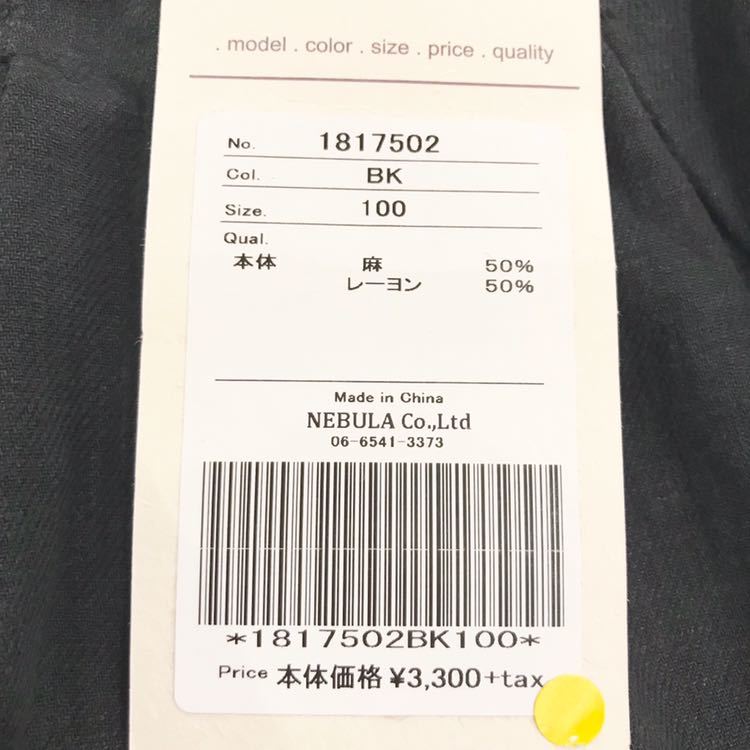 . model . color . size . price . quality
No. 1817502
Col. BK
Size. 100
Qual.
本体 麻 50%
レーヨン 50%
Made in China
NEBULA Co.,Ltd
06-6541-3373
*1817502BK100*
Price 本体価格 ¥3,300+tax